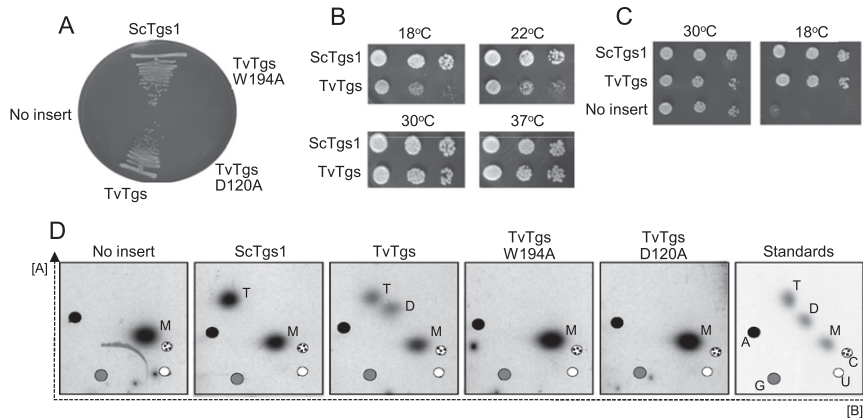 A
ScTgs1
TvTgs
W194A
No insert
TvTgs
D120A
TvTgs
B
18°C
22°C
ScTgs1
TvTgs
30°C
37°C
ScTgs1
TvTgs
C
30°C
18°C
ScTgs1
TvTgs
No insert
D
No insert
ScTgs1
TvTgs
TvTgs
W194A
TvTgs
D120A
Standards
[A]
M
T
M
T
D
M
M
M
T
D
M
A
C
U
G
[B]